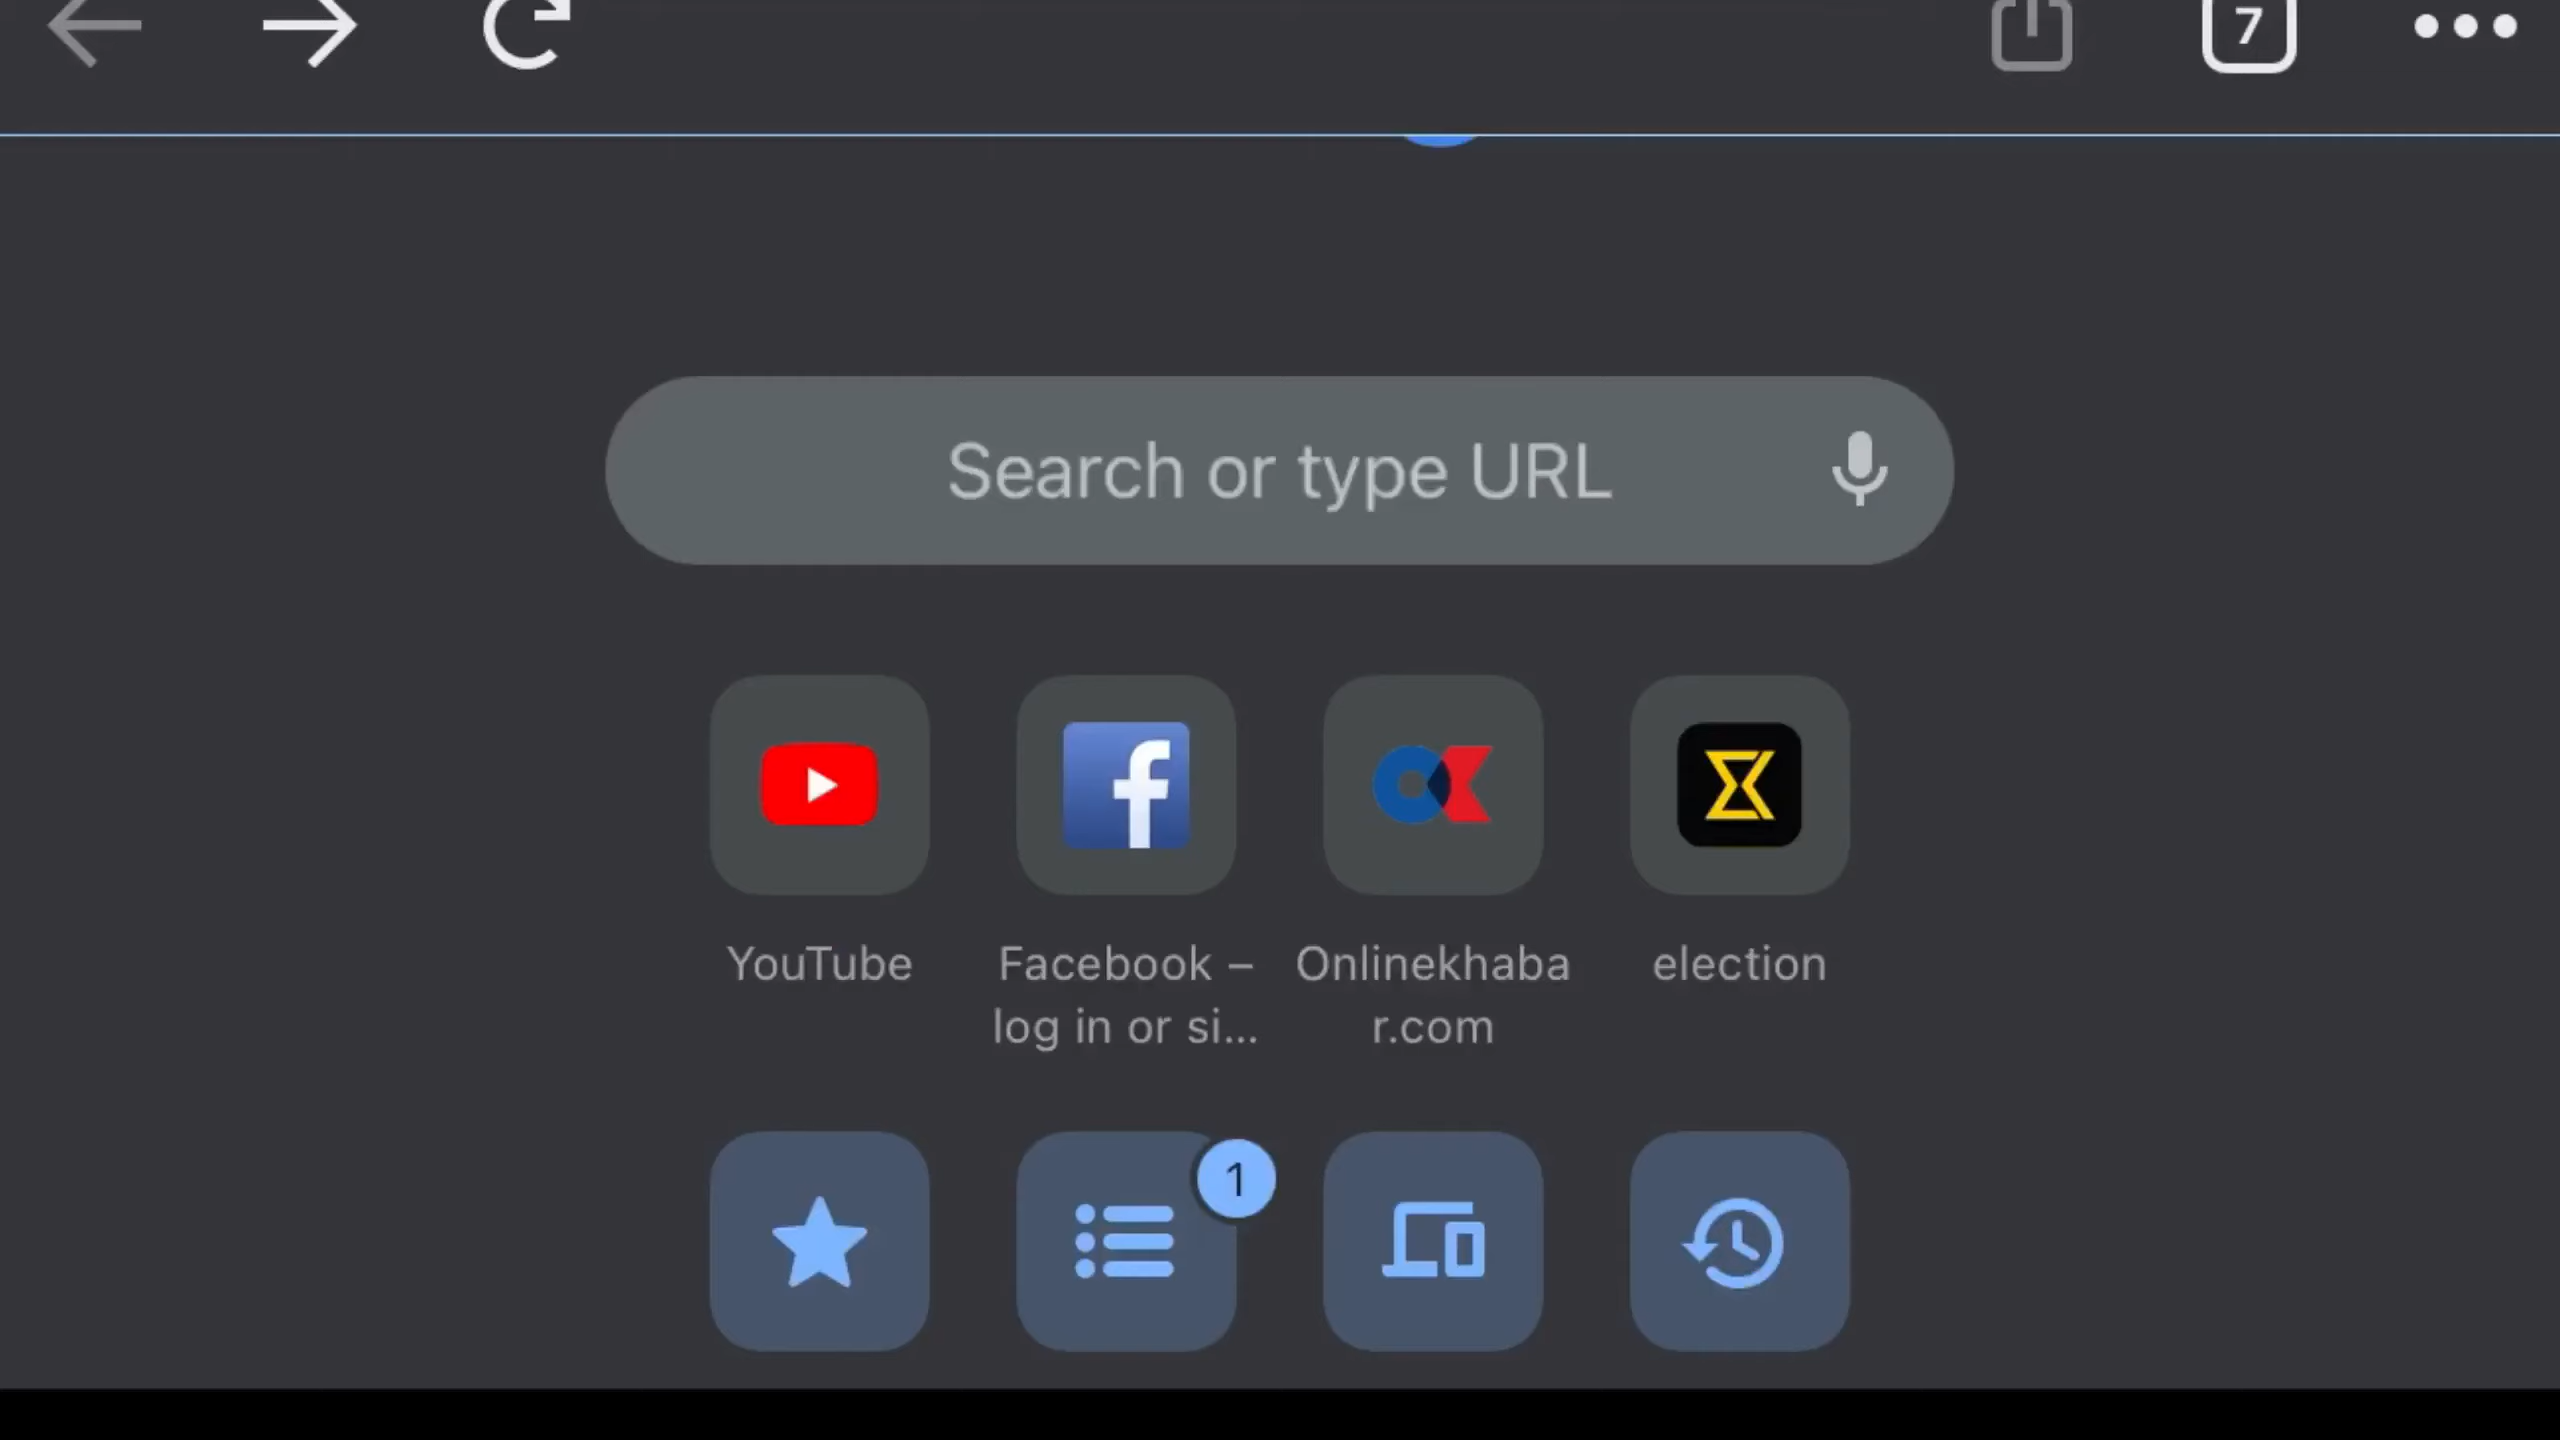 7
Search or type URL
YouTube
Facebook –
log in or si...
Onlinekhaba
r.com
election
1